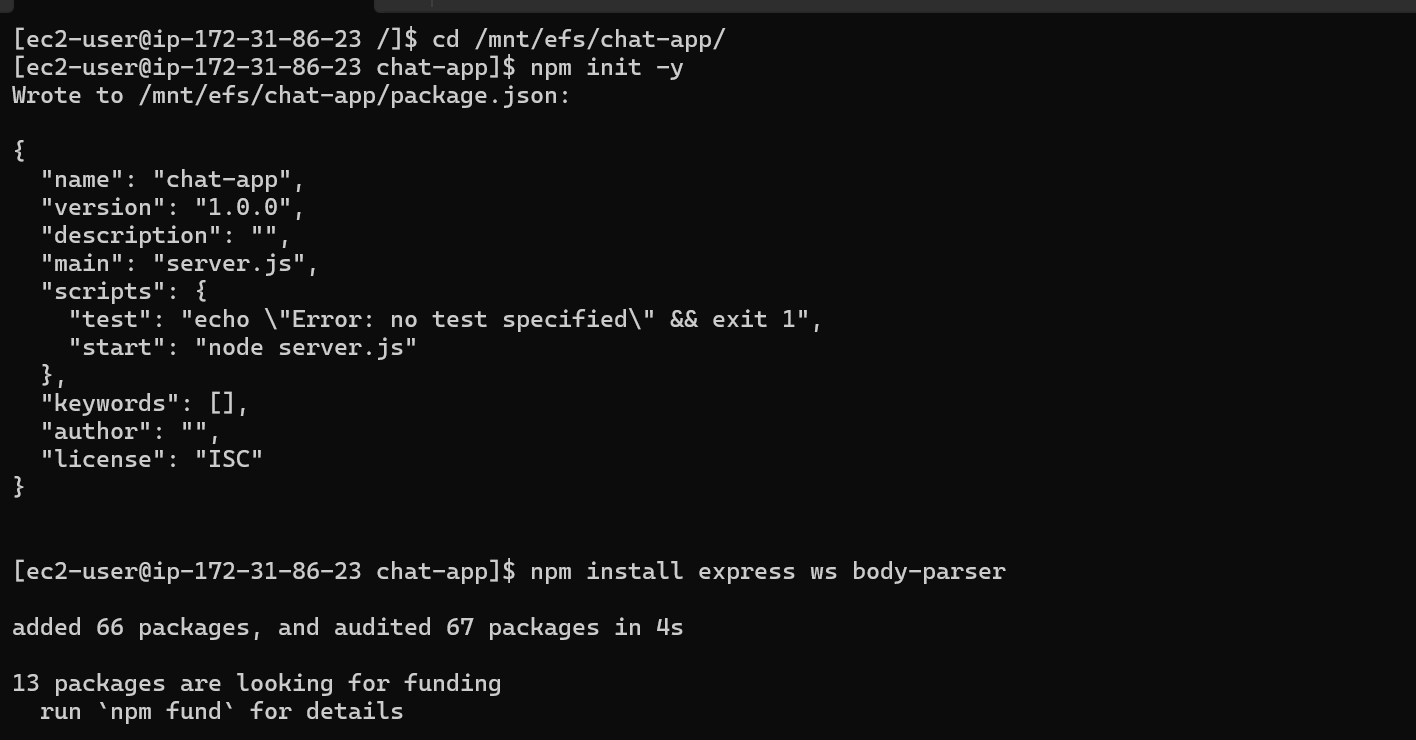 [ec2-user@ip-172-31-86-23 /]$ cd /mnt/efs/chat-app/
[ec2-user@ip-172-31-86-23 chat-app]$ npm init -y
Wrote to /mnt/efs/chat-app/package.json:

{
  "name": "chat-app",
  "version": "1.0.0",
  "description": "",
  "main": "server.js",
  "scripts": {
    "test": "echo \"Error: no test specified\" && exit 1",
    "start": "node server.js"
  },
  "keywords": [],
  "author": "",
  "license": "ISC"
}

[ec2-user@ip-172-31-86-23 chat-app]$ npm install express ws body-parser

added 66 packages, and audited 67 packages in 4s

13 packages are looking for funding
  run `npm fund` for details